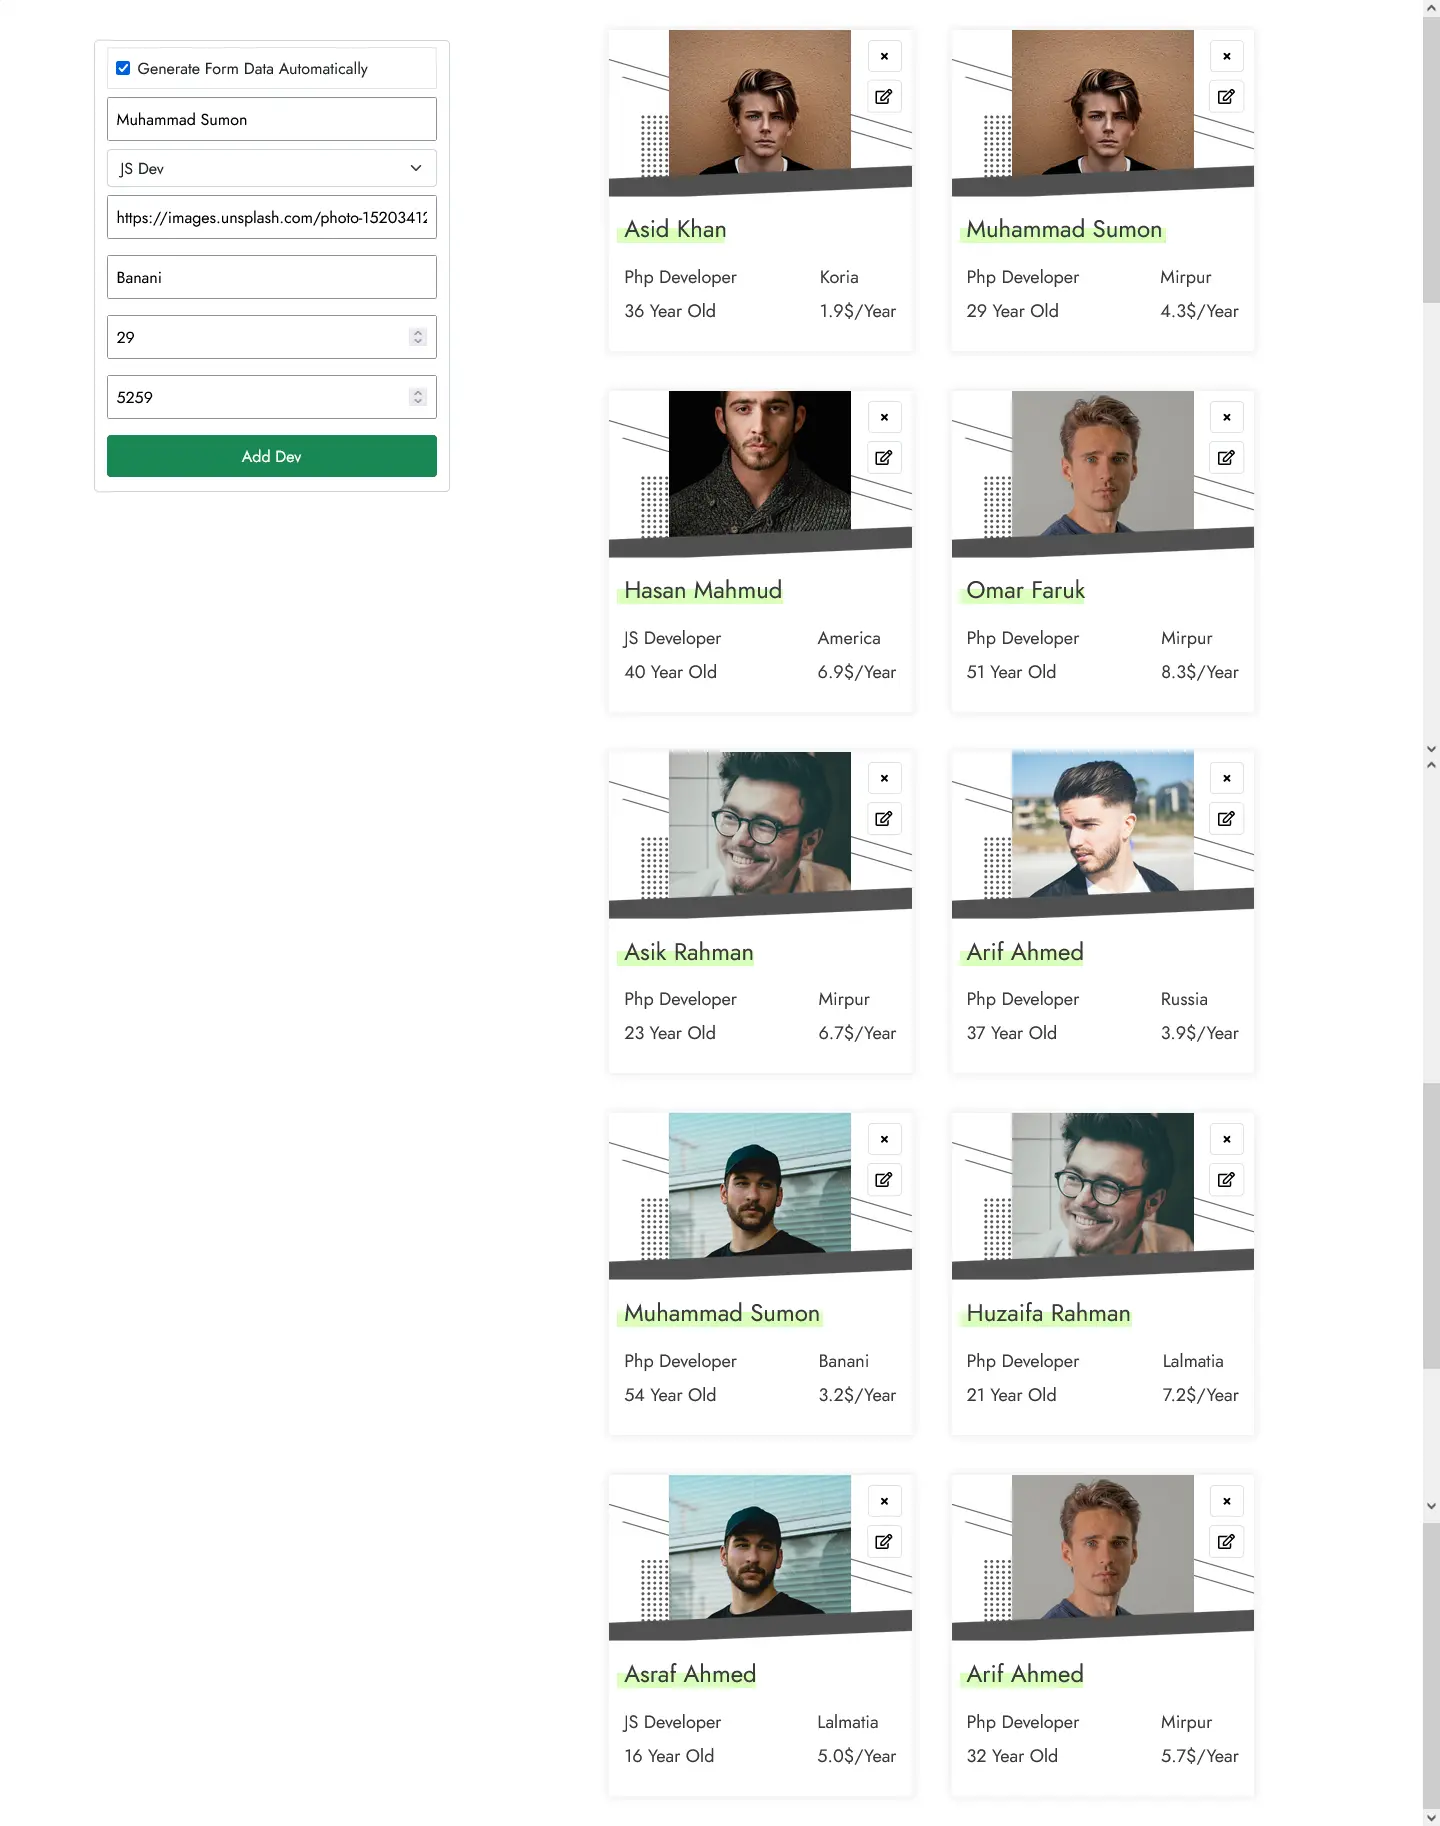 Generate Form Data Automatically
Muhammad Sumon
JS Dev
https://images.unsplash.com/photo-15203412
Banani
29
5259
Add Dev
Asid Khan
Php Developer Koria
36 Year Old 1.9$/Year
Muhammad Sumon
Php Developer Mirpur
29 Year Old 4.3$/Year
Hasan Mahmud
JS Developer America
40 Year Old 6.9$/Year
Omar Faruk
Php Developer Mirpur
51 Year Old 8.3$/Year
Asik Rahman
Php Developer Mirpur
23 Year Old 6.7$/Year
Arif Ahmed
Php Developer Russia
37 Year Old 3.9$/Year
Muhammad Sumon
Php Developer Banani
54 Year Old 3.2$/Year
Huzaifa Rahman
Php Developer Lalmatia
21 Year Old 7.2$/Year
Asraf Ahmed
JS Developer Lalmatia
16 Year Old 5.0$/Year
Arif Ahmed
Php Developer Mirpur
32 Year Old 5.7$/Year